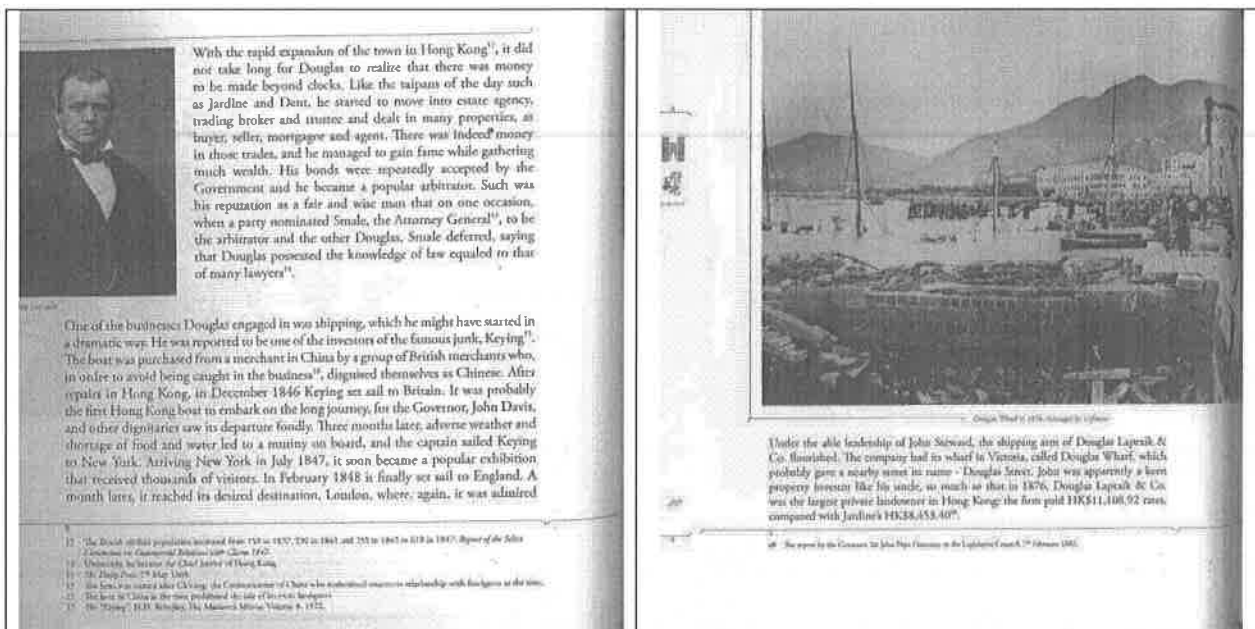 With the rapid expansion of the town in Hong Kong¹², it did
not take long for Douglas to realize that there was money
to be made beyond clocks. Like the taipans of the day such
as Jardine and Dent, he started to move into estate agency,
trading broker and trustee and dealt in many properties, as
buyer, seller, mortgagee and agent. There was indeed money
in those trades, and he managed to gain fame while gathering
much wealth. His bonds were repeatedly accepted by the
Government and he became a popular arbitrator. Such was
his reputation as a fair and wise man that on one occasion,
when a party nominated Smale, the Attorney General¹³, to be
the arbitrator and the other Douglas, Smale deferred, saying
that Douglas possessed the knowledge of law equaled to that
of many lawyers¹⁴.
One of the businesses Douglas engaged in was shipping, which he might have started in
a dramatic way. He was reported to be one of the investors of the famous junk, Keying¹⁵.
The boat was purchased from a merchant in China by a group of British merchants who,
in order to avoid being caught in the business¹⁶, disguised themselves as Chinese. After
repairs in Hong Kong, in December 1846 Keying set sail to Britain. It was probably
the first Hong Kong boat to embark on the long journey, for the Governor, John Davis,
and other dignitaries saw its departure fondly. Three months later, adverse weather and
shortage of food and water led to a mutiny on board, and the captain sailed Keying
to New York. Arriving New York in July 1847, it soon became a popular exhibition
that received thousands of visitors. In February 1848 it finally set sail to England. A
month later, it reached its desired destination, London, where, again, it was admired
Ultimately, he became the Chief Justice of Hong Kong
Under the able leadership of John Steward, the shipping arm of Douglas Lapraik &
Co. flourished. The company had its wharf in Victoria, called Douglas Wharf, which
probably gave a nearby street its name - Douglas Street. John was apparently a keen
property investor like his uncle, so much so that in 1876, Douglas Lapraik & Co.
was the largest private landowner in Hong Kong: the firm paid HK$11,108.92 rates,
compared with Jardine's HK$8,453.40